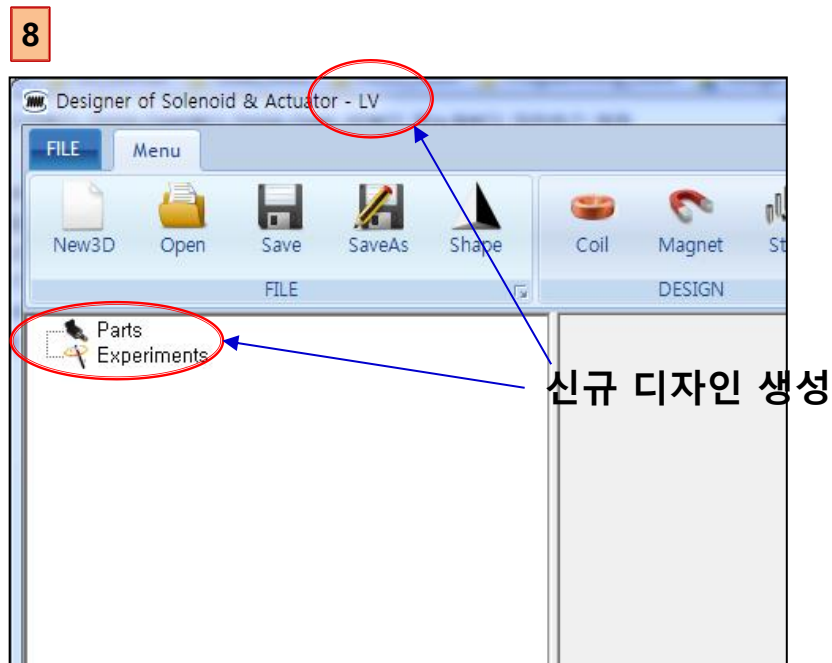 8
Designer of Solenoid & Actuator - LV
FILE Menu
New3D Open Save SaveAs Shape Coil Magnet
FILE DESIGN
Parts
Experiments
신규 디자인 생성